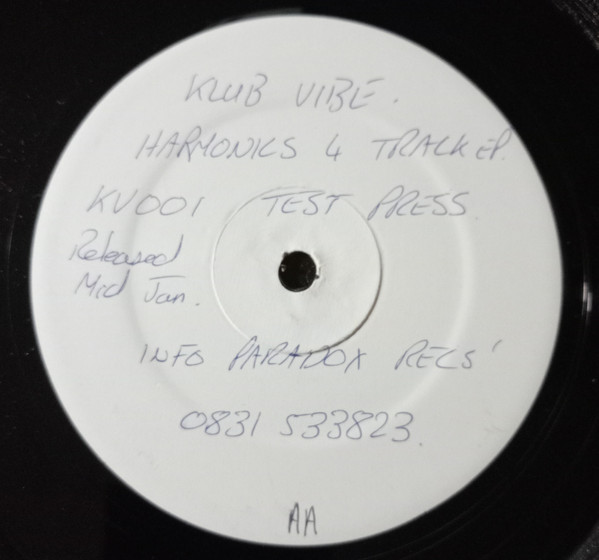 KLUB VIBE.
HARMONICS 4 TRACK EP.
KV001 TEST PRESS
Released
Mid Jan.
INFO PARADOX RECS'
0831 533823.
AA